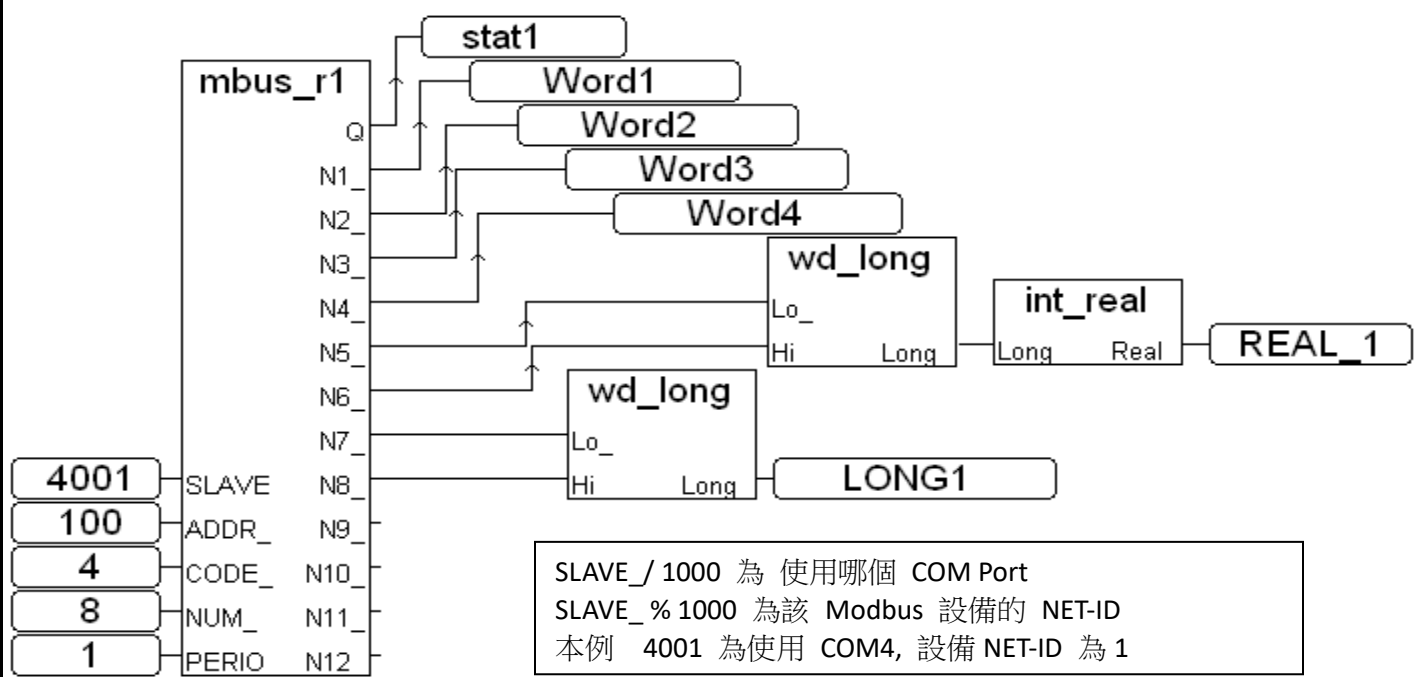 stat1
mbus_r1
Word1
Q
Word2
N1_
Word3
N2_
Word4
N3_
wd_long
N4_
Lo_
int_real
N5_
Hi Long
Long Real
REAL_1
N6_
wd_long
N7_
Lo_
4001
SLAVE
N8_
Hi Long
LONG1
100
ADDR_
N9_
4
CODE_
N10_
8
NUM_
N11_
1
PERIO
N12
SLAVE_/ 1000 為 使用哪個 COM Port
SLAVE_ % 1000 為該 Modbus 設備的 NET-ID
本例 4001 為使用 COM4, 設備 NET-ID 為 1